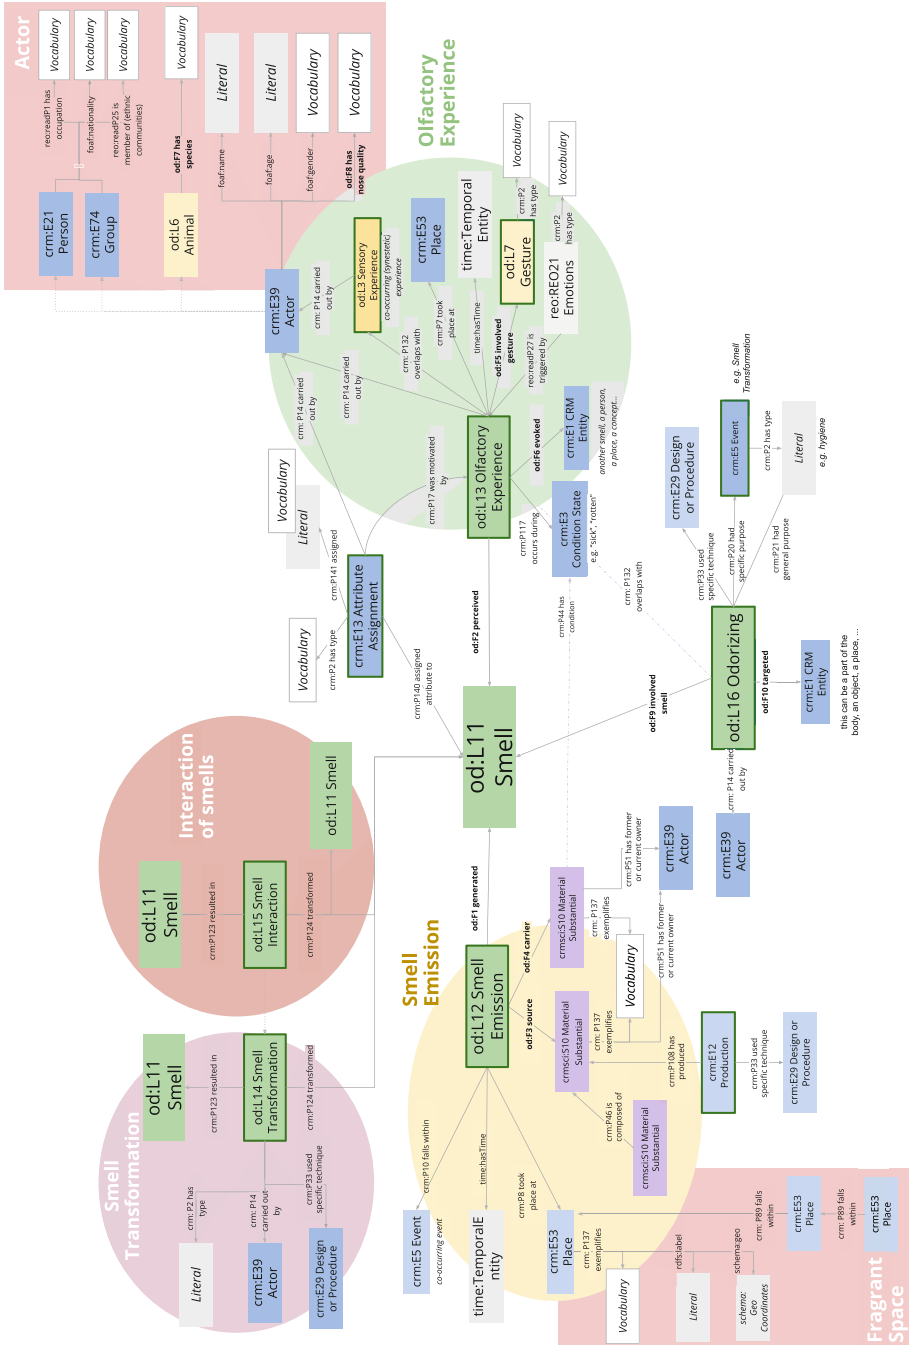 Smell
Transformation
od:L11
Smell
crm:P123 resulted in
od:L14 Smell
Transformation
crm:P124 transformed
crm: P2 has
type
crm: P14
carried out
by
crm:P33 used
specific technique
Literal
crm:E39
Actor
crm:E29 Design
or Procedure
Interaction
of smells
od:L11
Smell
crm:P123 resulted in
od:L15 Smell
Interaction
crm:P124 transformed
od:L11 Smell
Actor
crm:E21
Person
crm:E74
Group
od:L6
Animal
reo:readP1 has
occupation
foaf:nationality
reo:readP25 is
member of (ethnic
communities)
od:F7 has
species
Vocabulary
Vocabulary
Vocabulary
Vocabulary
foaf:name
foaf:age
foaf:gender
od:F8 has
nose quality
Literal
Literal
Vocabulary
Vocabulary
crm:E39
Actor
Olfactory
Experience
crm: P14 carried
out by
od:L3 Sensory
Experience
co-occurring (synestetic)
experience
crm: P14 carried
out by
crm: P14 carried
out by
crm: P132
overlaps with
crm:E53
Place
crm:P7 took
place at
time:Temporal
Entity
time:hasTime
od:L7
Gesture
od:F5 involved
gesture
crm:P2
has type
Vocabulary
reo:REO21
Emotions
reo:readP27 is
triggered by
crm:P2
has type
Vocabulary
od:L13 Olfactory
Experience
crm:P17 was motivated
by
od:F6 evoked
crm:E1 CRM
Entity
another smell, a person,
a place, a concept...
crm:P117
occurs during
crm:E3
Condition State
e.g. "sick", "rotten"
Vocabulary
Literal
crm:P141 assigned
Vocabulary
crm:P2 has type
crm:E13 Attribute
Assignment
crm:P140 assigned
attribute to
od:F2 perceived
od:L11
Smell
od:F1 generated
crm:P44 has
condition
crm: P132
overlaps with
od:F9 involved
smell
od:L16 Odorizing
crm:P33 used
specific technique
crm:E29 Design
or Procedure
crm:P20 had
specific purpose
crm:E5 Event
e.g. Smell
Transformation
crm:P2 has type
crm:P21 had
general purpose
Literal
e.g. hygiene
od:F10 targeted
crm:E1 CRM
Entity
this can be a part of the
body, an object, a place, ...
crm: P14 carried
out by
crm:E39
Actor
Smell
Emission
od:L12 Smell
Emission
od:F4 carrier
od:F3 source
crmsci:S10 Material
Substantial
crmsci:S10 Material
Substantial
crm: P137
exemplifies
crm: P137
exemplifies
Vocabulary
crm:P51 has former
or current owner
crm:P51 has former
or current owner
crm:E39
Actor
crm:P108 has
produced
crm:E12
Production
crm:P33 used
specific technique
crm:E29 Design or
Procedure
crm:P46 is
composed of
crmsci:S10 Material
Substantial
crm:P10 falls within
crm:E5 Event
co-occurring event
time:hasTime
time:TemporalE
ntity
crm:P8 took
place at
crm:E53
Place
crm: P137
exemplifies
Vocabulary
rdfs:label
Literal
schema:geo
schema:
Geo
Coordinates
crm: P89 falls
within
crm:E53
Place
crm: P89 falls
within
crm:E53
Place
Fragrant
Space